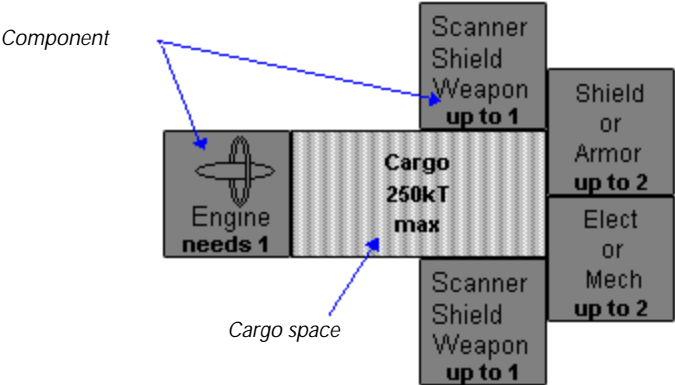 Component
Scanner
Shield
Weapon
up to 1
Shield
or
Armor
up to 2
Engine
needs 1
Cargo
250kT
max
Elect
or
Mech
up to 2
Cargo space
Scanner
Shield
Weapon
up to 1